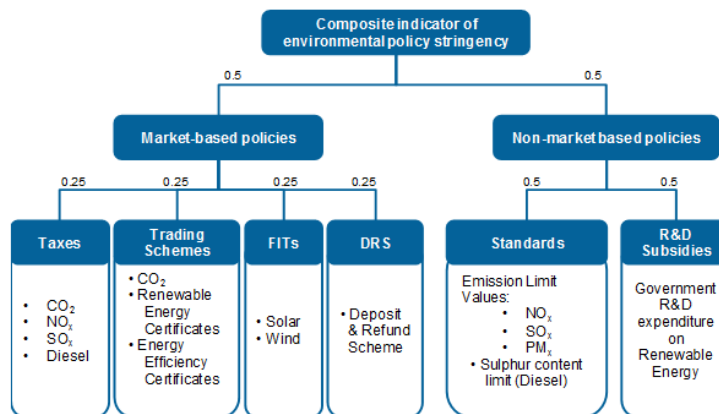 Composite indicator of
environmental policy stringency
0.5
0.5
Market-based policies
Non-market based policies
0.25
0.25
0.25
0.25
0.5
0.5
Taxes
• CO₂
• NOₓ
• SOₓ
• Diesel
Trading
Schemes
• CO₂
• Renewable
Energy
Certificates
• Energy
Efficiency
Certificates
FITs
• Solar
• Wind
DRS
• Deposit
& Refund
Scheme
Standards
Emission Limit
Values:
• NOₓ
• SOₓ
• PMₓ
• Sulphur content
limit (Diesel)
R&D
Subsidies
Government
R&D
expenditure
on
Renewable
Energy